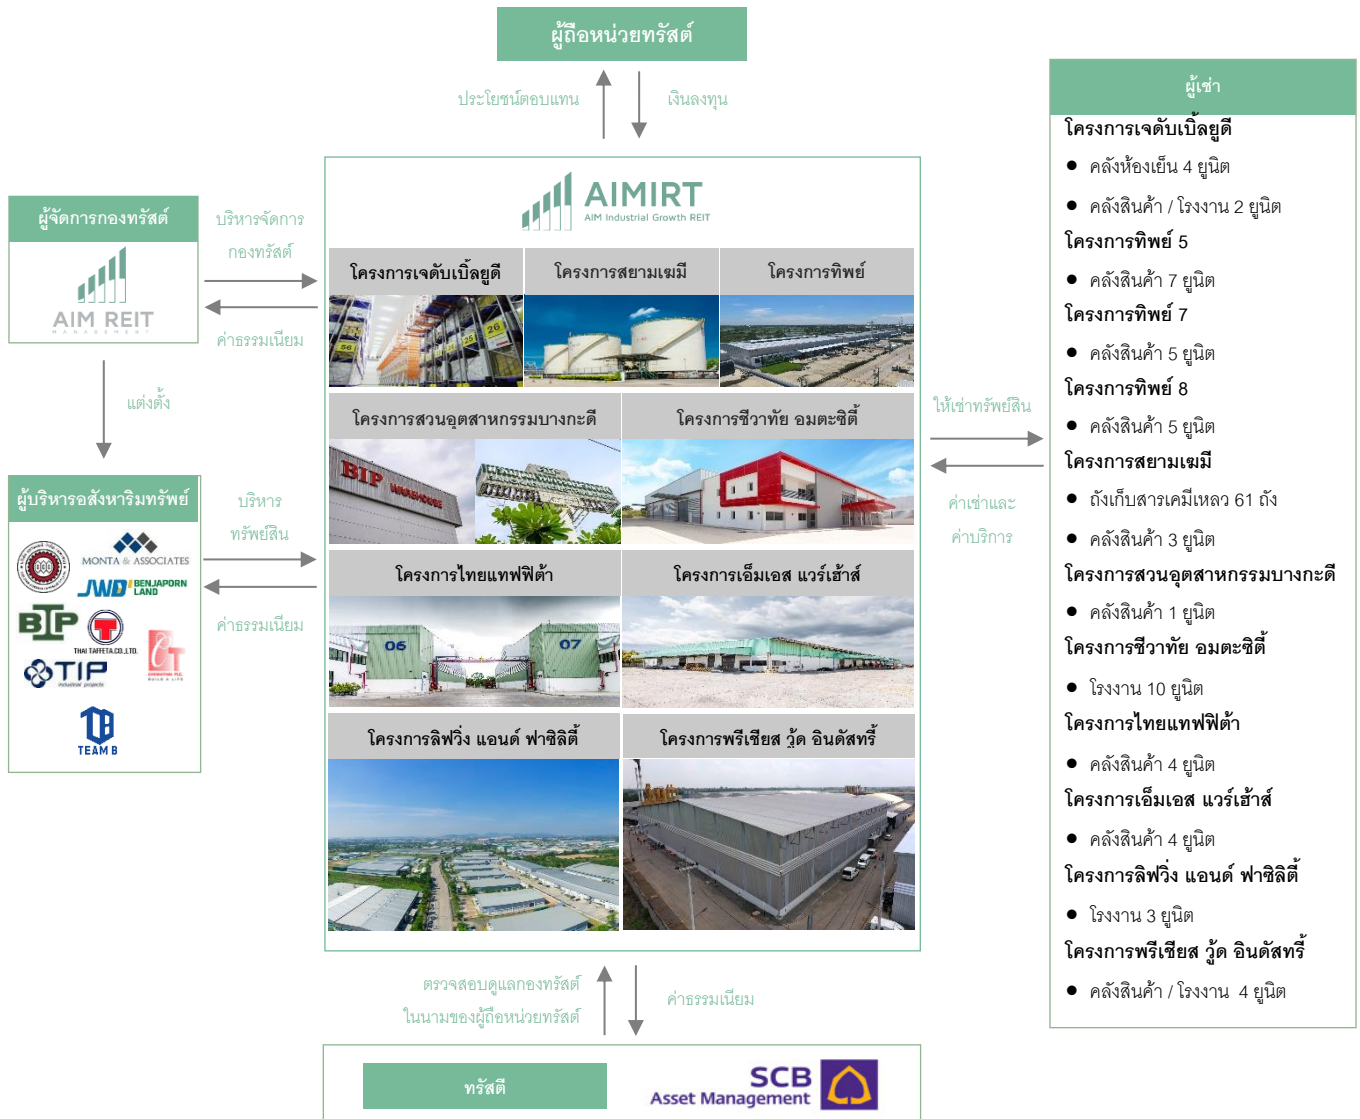 ผู้ถือหน่วยทรัสต์
ประโยชน์ตอบแทน
เงินลงทุน
ผู้จัดการกองทรัสต์
AIM REIT
MANAGEMENT
บริหารจัดการ
กองทรัสต์
ค่าธรรมเนียม
แต่งตั้ง
ผู้บริหารอสังหาริมทรัพย์
MONTA & ASSOCIATES
JWD BENJAPORN
LAND
BIP
THAI TAFFETA.CO.,LTD.
TIP
industrial projects
CT
CHEWATHAI PLC.
BUILD A LIFE
TEAM B
บริหาร
ทรัพย์สิน
ค่าธรรมเนียม
AIMIRT
AIM Industrial Growth REIT
โครงการเจดับเบิ้ลยูดี
โครงการสยามเฆมี
โครงการทิพย์
56
25
26
โครงการสวนอุตสาหกรรมบางกะดี
โครงการชีวาทัย อมตะซิตี้
BIP WAREHOUSE
โครงการไทยแทฟฟิต้า
โครงการเอ็มเอส แวร์เฮ้าส์
06
07
โครงการลิฟวิ่ง แอนด์ ฟาซิลิตี้
โครงการพรีเชียส วู้ด อินดัสทรี้
ให้เช่าทรัพย์สิน
ค่าเช่าและ
ค่าบริการ
ผู้เช่า
โครงการเจดับเบิ้ลยูดี
● คลังห้องเย็น 4 ยูนิต
● คลังสินค้า / โรงงาน 2 ยูนิต
โครงการทิพย์ 5
● คลังสินค้า 7 ยูนิต
โครงการทิพย์ 7
● คลังสินค้า 5 ยูนิต
โครงการทิพย์ 8
● คลังสินค้า 5 ยูนิต
โครงการสยามเฆมี
● ถังเก็บสารเคมีเหลว 61 ถัง
● คลังสินค้า 3 ยูนิต
โครงการสวนอุตสาหกรรมบางกะดี
● คลังสินค้า 1 ยูนิต
โครงการชีวาทัย อมตะซิตี้
● โรงงาน 10 ยูนิต
โครงการไทยแทฟฟิต้า
● คลังสินค้า 4 ยูนิต
โครงการเอ็มเอส แวร์เฮ้าส์
● คลังสินค้า 4 ยูนิต
โครงการลิฟวิ่ง แอนด์ ฟาซิลิตี้
● โรงงาน 3 ยูนิต
โครงการพรีเชียส วู้ด อินดัสทรี้
● คลังสินค้า / โรงงาน 4 ยูนิต
ตรวจสอบดูแลกองทรัสต์
ในนามของผู้ถือหน่วยทรัสต์
ค่าธรรมเนียม
ทรัสตี
SCB
Asset Management